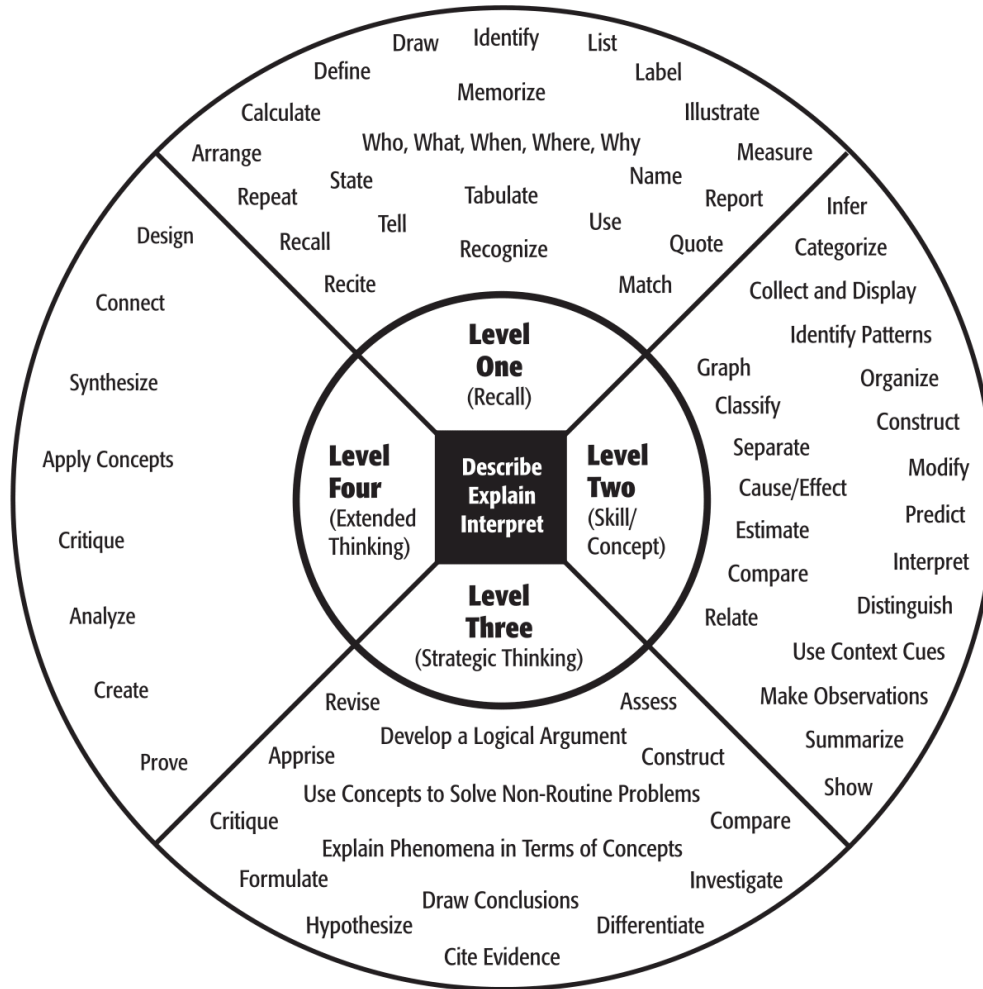 Draw
Identify
List
Define
Label
Memorize
Calculate
Illustrate
Who, What, When, Where, Why
Arrange
Measure
State
Name
Repeat
Tabulate
Report
Tell
Use
Recall
Recognize
Quote
Recite
Match
Level
One
(Recall)
Infer
Categorize
Collect and Display
Identify Patterns
Graph
Organize
Classify
Construct
Separate
Modify
Cause/Effect
Predict
Estimate
Interpret
Compare
Distinguish
Relate
Use Context Cues
Make Observations
Summarize
Show
Level
Two
(Skill/
Concept)
Describe
Explain
Interpret
Level
Three
(Strategic Thinking)
Revise
Assess
Develop a Logical Argument
Apprise
Construct
Use Concepts to Solve Non-Routine Problems
Critique
Compare
Explain Phenomena in Terms of Concepts
Formulate
Investigate
Draw Conclusions
Hypothesize
Differentiate
Cite Evidence
Level
Four
(Extended
Thinking)
Design
Connect
Synthesize
Apply Concepts
Critique
Analyze
Create
Prove